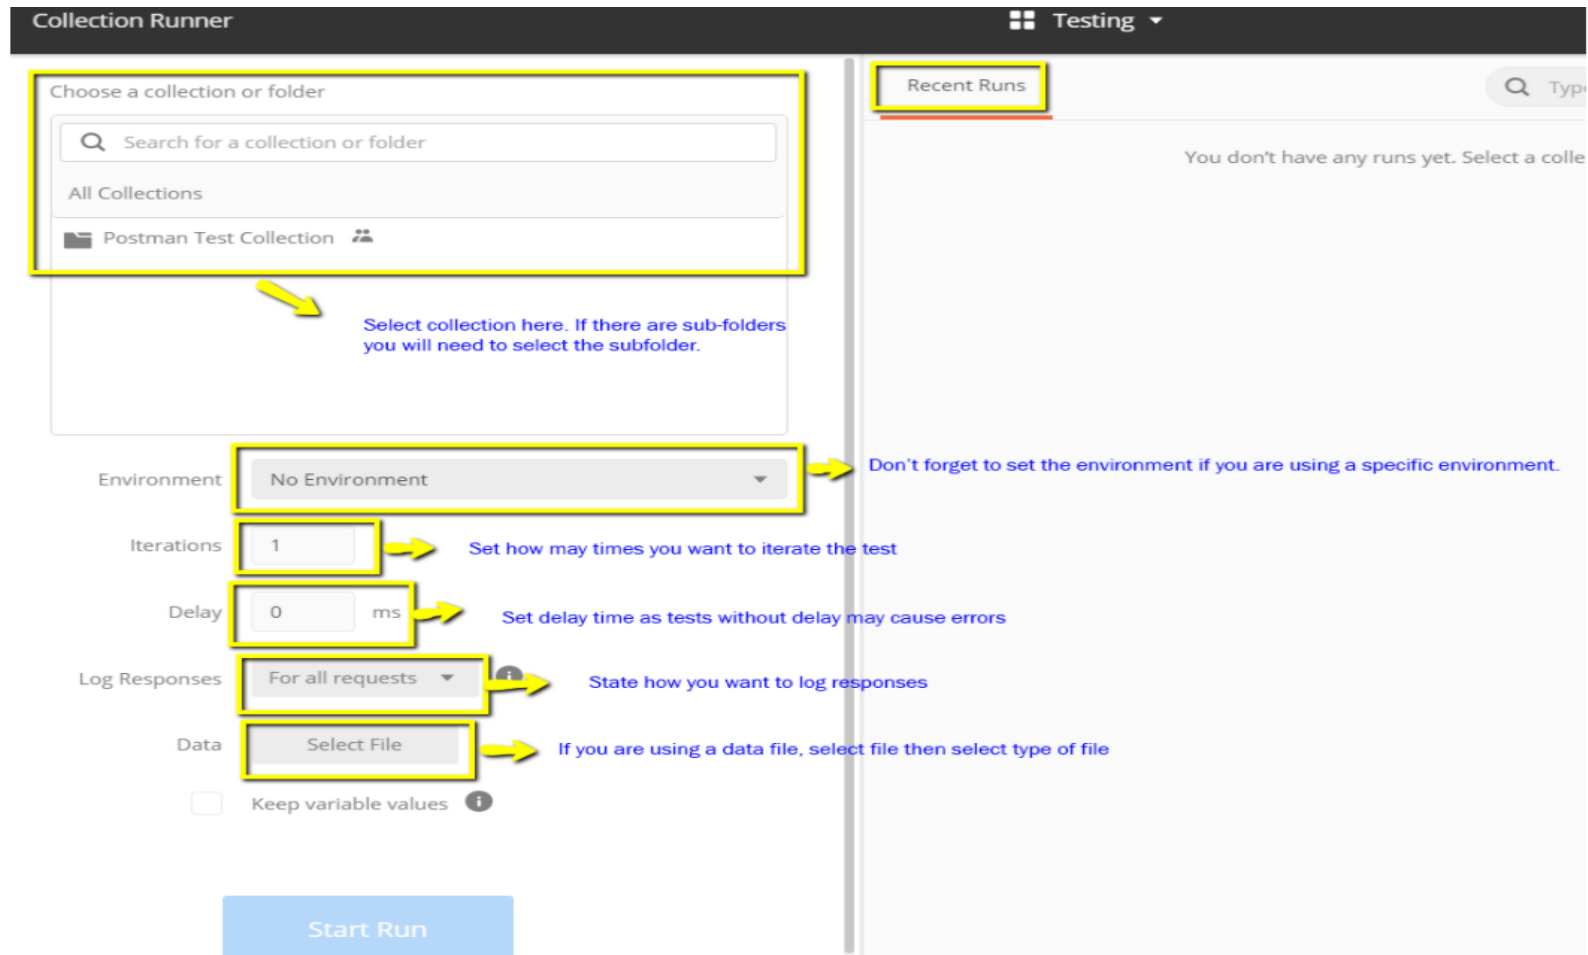 Collection Runner
Testing
Choose a collection or folder
Search for a collection or folder
All Collections
Postman Test Collection
Select collection here. If there are sub-folders
you will need to select the subfolder.
Recent Runs
You don't have any runs yet. Select a
Environment
No Environment
Don't forget to set the environment if you are using a specific environment.
Iterations
1
Set how may times you want to iterate the test
Delay
0 ms
Set delay time as tests without delay may cause errors
Log Responses
For all requests
State how you want to log responses
Data
Select File
If you are using a data file, select file then select type of file
Keep variable values
Start Run